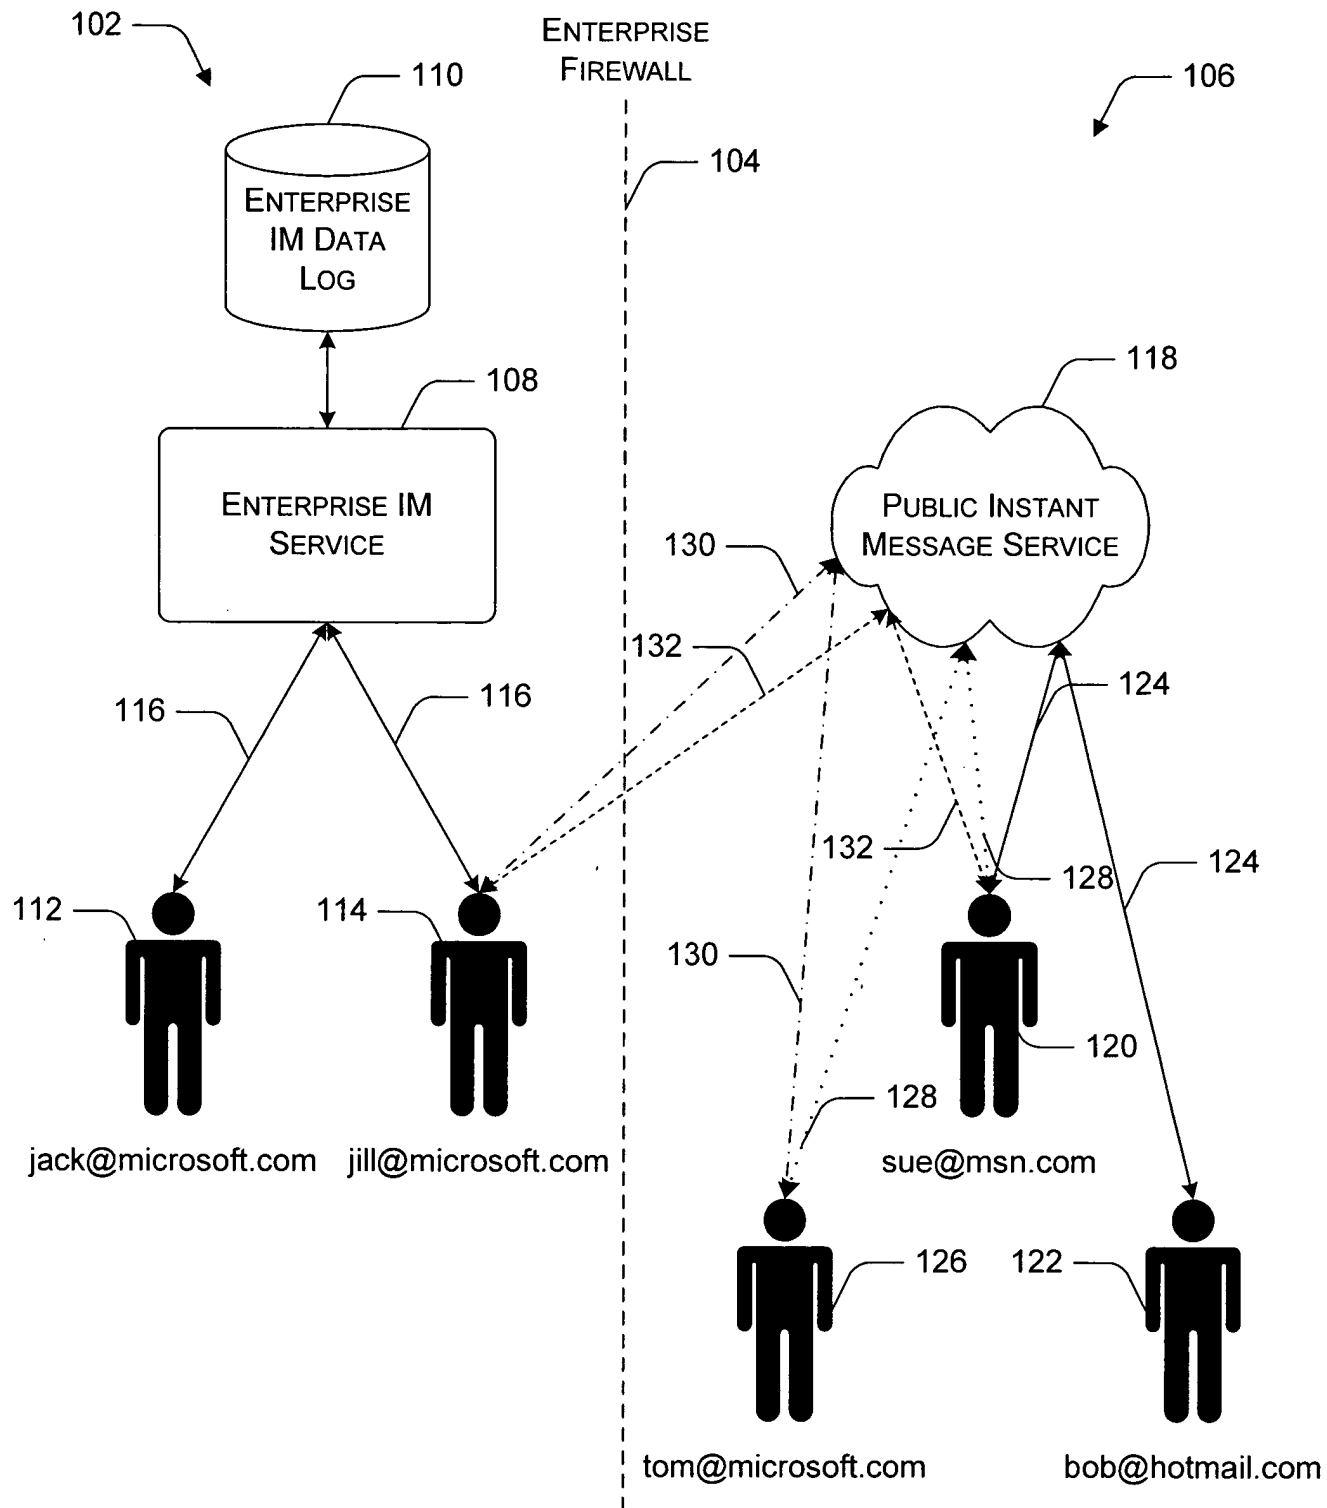 102
ENTERPRISE
FIREWALL
110
106
104
ENTERPRISE
IM DATA
LOG
108
118
ENTERPRISE IM
SERVICE
PUBLIC INSTANT
MESSAGE SERVICE
130
132
116
116
124
132
128
124
112
114
130
120
128
jack@microsoft.com
jill@microsoft.com
sue@msn.com
126
122
tom@microsoft.com
bob@hotmail.com